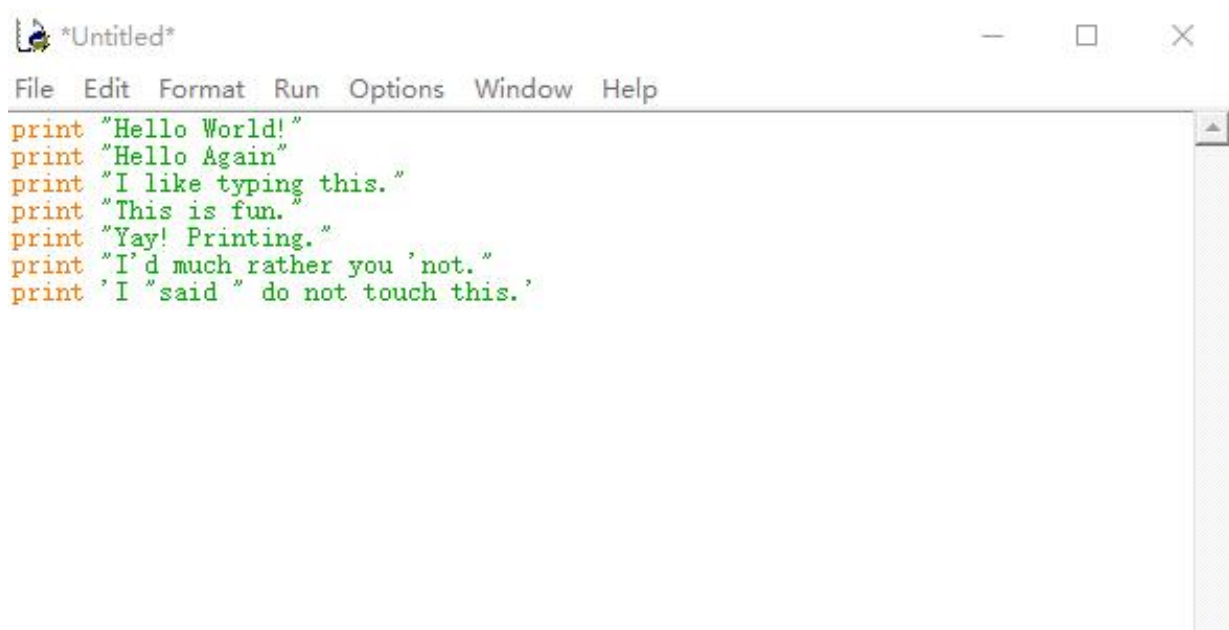 *Untitled*
File Edit Format Run Options Window Help
print "Hello World!"
print "Hello Again"
print "I like typing this."
print "This is fun."
print "Yay! Printing."
print "I'd much rather you 'not."
print 'I "said " do not touch this.'